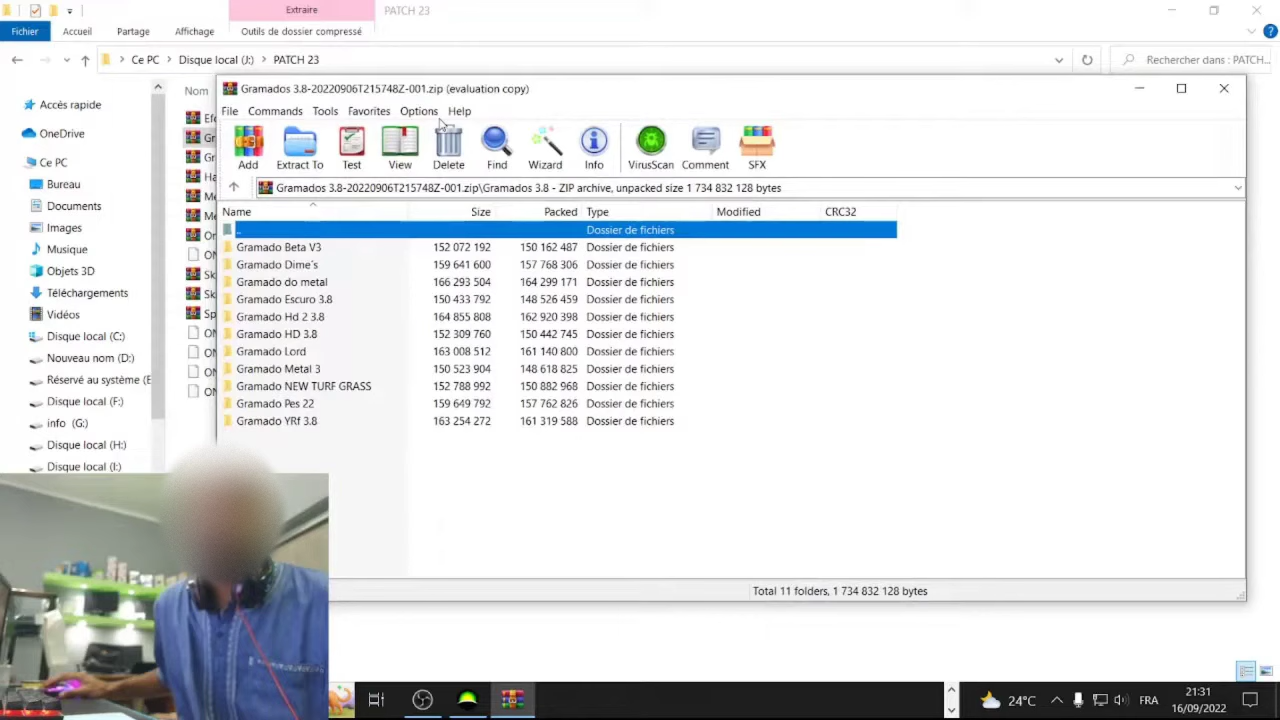 Extraire
PATCH 23
Fichier
Accueil
Partage
Affichage
Outils de dossier compressé
Ce PC
Disque local (J:)
PATCH 23
Rechercher dans : PATCH...
Accès rapide
OneDrive
Ce PC
Bureau
Documents
Images
Musique
Objets 3D
Téléchargements
Vidéos
Disque local (C:)
Nouveau nom (D:)
Réservé au système (E
Disque local (F:)
info (G:)
Disque local (H:)
Disque local (I:)
Nom
Gramados 3.8-20220906T215748Z-001.zip (evaluation copy)
File Commands Tools Favorites Options Help
Add Extract To Test View Delete Find Wizard Info VirusScan Comment SFX
Gramados 3.8-20220906T215748Z-001.zip\Gramados 3.8 - ZIP archive, unpacked size 1 734 832 128 bytes
Name Size Packed Type Modified CRC32
.. Dossier de fichiers
Gramado Beta V3 152 072 192 150 162 487 Dossier de fichiers
Gramado Dime´s 159 641 600 157 768 306 Dossier de fichiers
Gramado do metal 166 293 504 164 299 171 Dossier de fichiers
Gramado Escuro 3.8 150 433 792 148 526 459 Dossier de fichiers
Gramado Hd 2 3.8 164 855 808 162 920 398 Dossier de fichiers
Gramado HD 3.8 152 309 760 150 442 745 Dossier de fichiers
Gramado Lord 163 008 512 161 140 800 Dossier de fichiers
Gramado Metal 3 150 523 904 148 618 825 Dossier de fichiers
Gramado NEW TURF GRASS 152 788 992 150 882 968 Dossier de fichiers
Gramado Pes 22 159 649 792 157 762 826 Dossier de fichiers
Gramado YRf 3.8 163 254 272 161 319 588 Dossier de fichiers
Total 11 folders, 1 734 832 128 bytes
24°C
FRA
21:31
16/09/2022